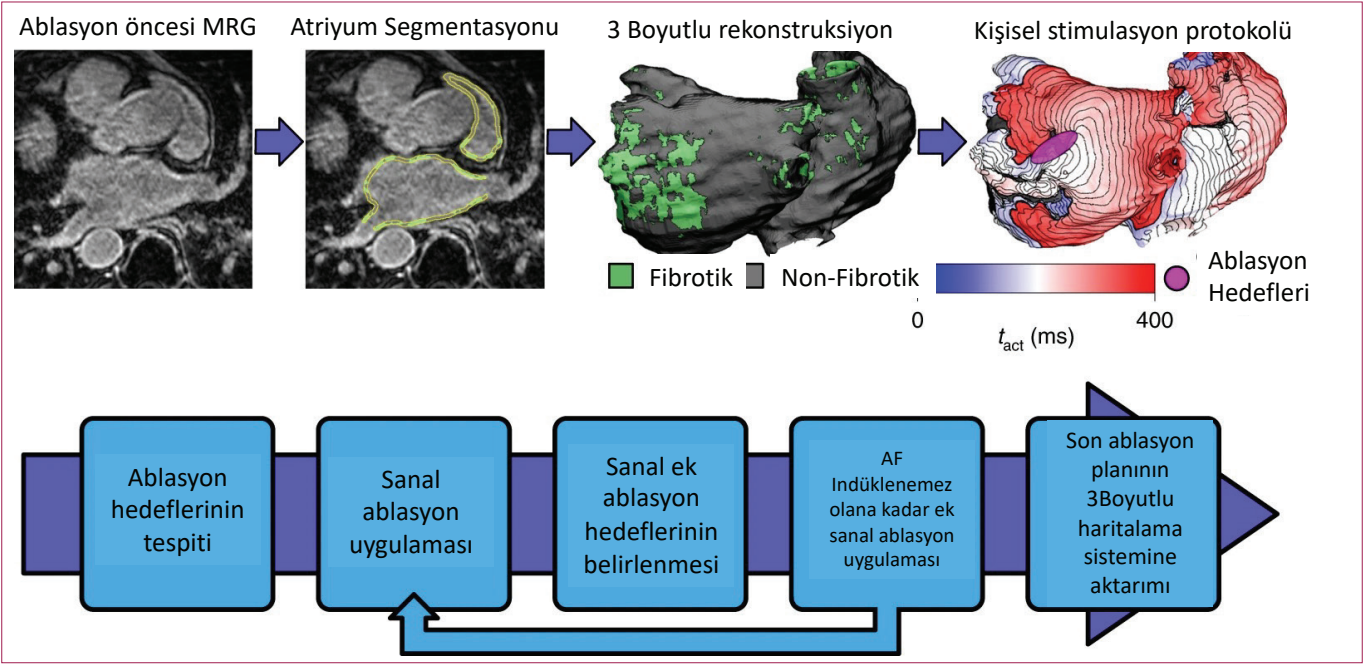 Ablasyon öncesi MRG
Atriyum Segmentasyonu
3 Boyutlu rekonstruksiyon
Kişisel stimulasyon protokolü
Fibrotik
Non-Fibrotik
Ablasyon
Hedefleri
0
400
tact (ms)
Ablasyon
hedeflerinin
tespiti
Sanal
ablasyon
uygulaması
Sanal ek
ablasyon
hedeflerinin
belirlenmesi
AF
Indüklenemez
olana kadar ek
sanal ablasyon
uygulaması
Son ablasyon
planının
3Boyutlu
haritalama
sistemine
aktarımı